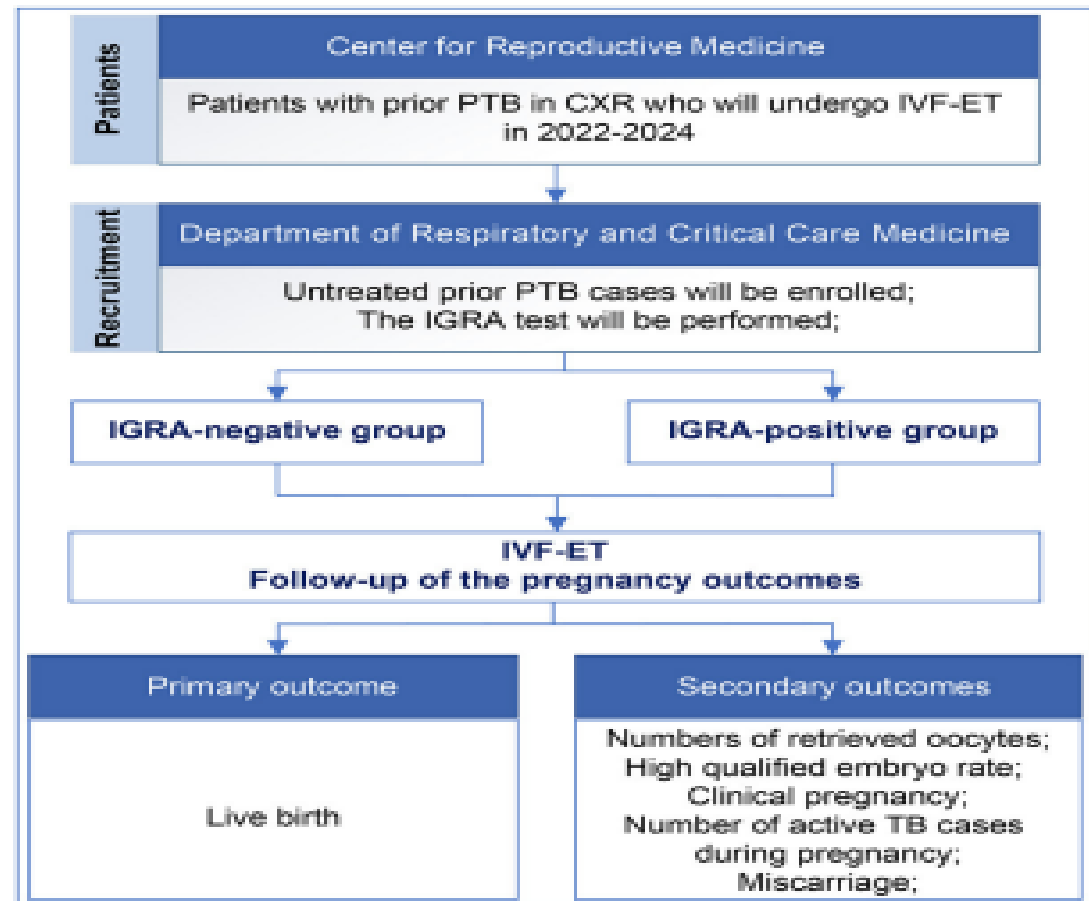 Patients
Center for Reproductive Medicine
Patients with prior PTB in CXR who will undergo IVF-ET
in 2022-2024
Recruitment
Department of Respiratory and Critical Care Medicine
Untreated prior PTB cases will be enrolled;
The IGRA test will be performed;
IGRA-negative group
IGRA-positive group
IVF-ET
Follow-up of the pregnancy outcomes
Primary outcome
Live birth
Secondary outcomes
Numbers of retrieved oocytes;
High qualified embryo rate;
Clinical pregnancy;
Number of active TB cases
during pregnancy;
Miscarriage;